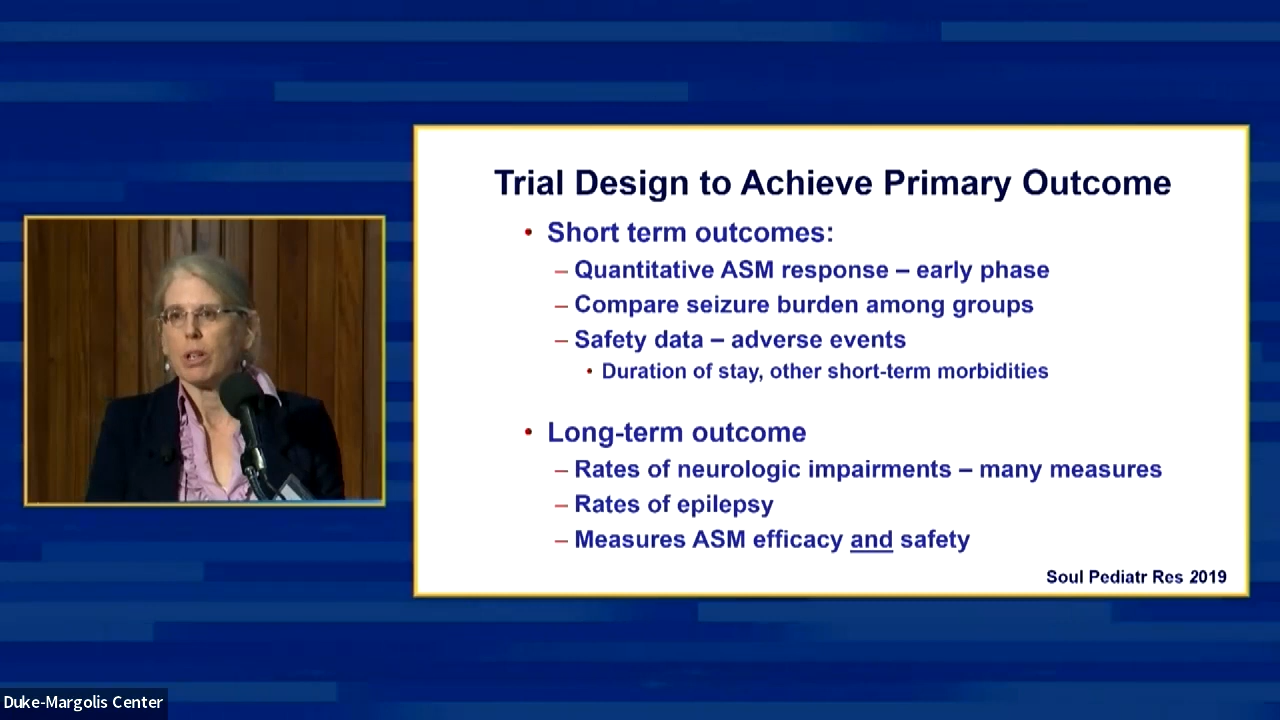 Trial Design to Achieve Primary Outcome
• Short term outcomes:
– Quantitative ASM response – early phase
– Compare seizure burden among groups
– Safety data – adverse events
• Duration of stay, other short-term morbidities
• Long-term outcome
– Rates of neurologic impairments – many measures
– Rates of epilepsy
– Measures ASM efficacy and safety
Soul Pediatr Res 2019
Duke-Margolis Center